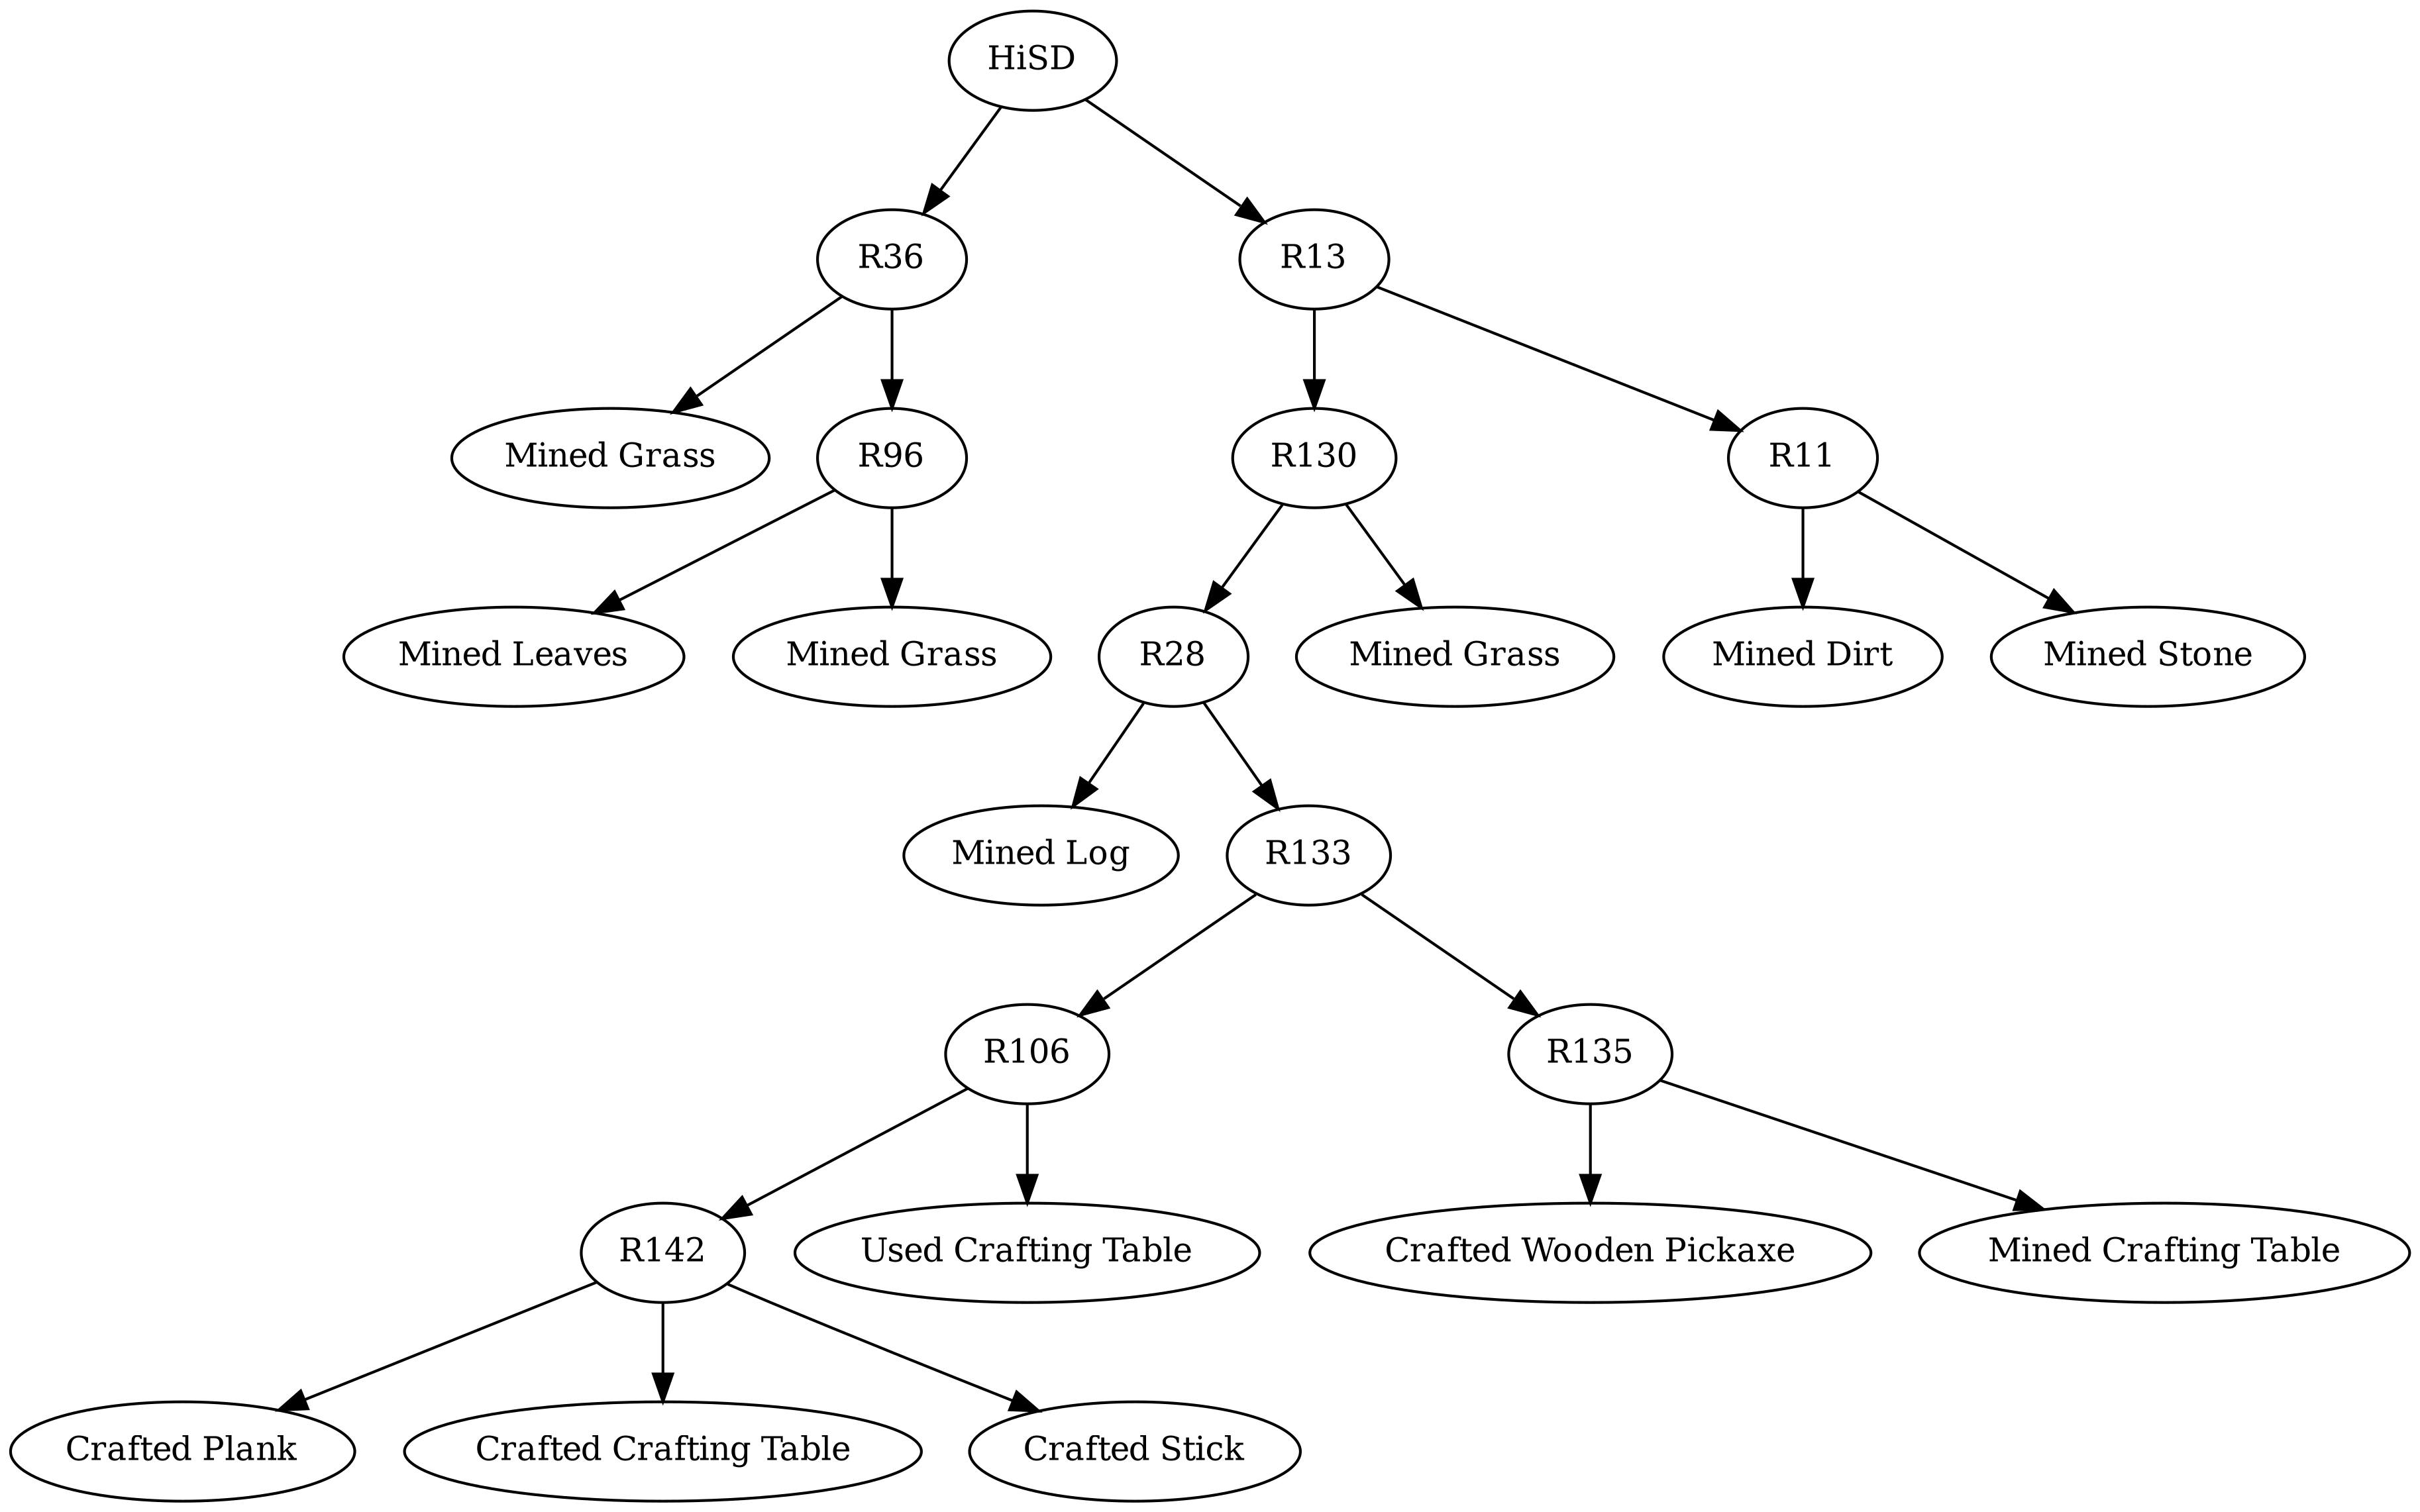 HiSD
R36
R13
Mined Grass
R96
R130
R11
Mined Leaves
Mined Grass
R28
Mined Grass
Mined Dirt
Mined Stone
Mined Log
R133
R106
R135
R142
Used Crafting Table
Crafted Wooden Pickaxe
Mined Crafting Table
Crafted Plank
Crafted Crafting Table
Crafted Stick